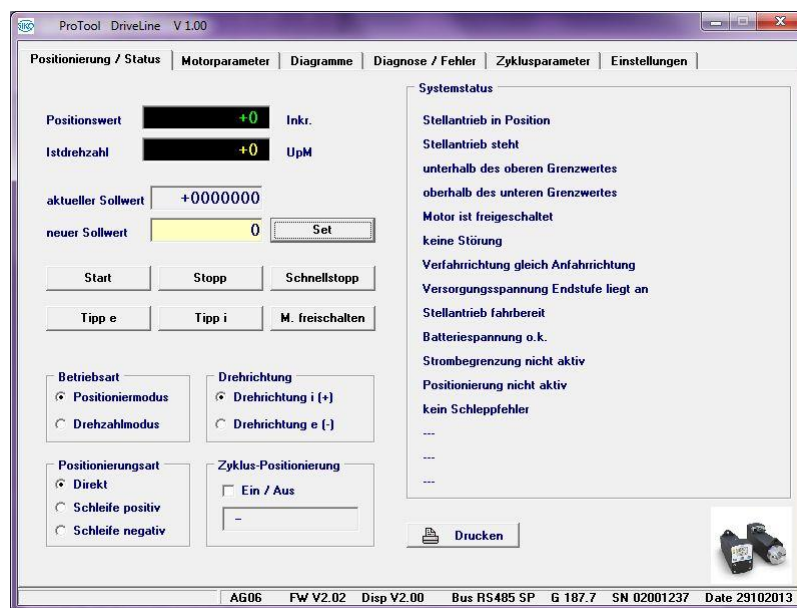 SIKO
ProTool DriveLine V 1.00
Positionierung / Status
Motorparameter
Diagramme
Diagnose / Fehler
Zyklusparameter
Einstellungen
Positionswert +0 Inkr.
Istdrehzahl +0 UpM
aktueller Sollwert +0000000
neuer Sollwert 0 Set
Start Stopp Schnellstopp
Tipp e Tipp i M. freischalten
Betriebsart
Positioniermodus
Drehzahlmodus
Drehrichtung
Drehrichtung i (+)
Drehrichtung e (-)
Positionierungsart
Direkt
Schleife positiv
Schleife negativ
Zyklus-Positionierung
Ein / Aus
-
Systemstatus
Stellantrieb in Position
Stellantrieb steht
unterhalb des oberen Grenzwertes
oberhalb des unteren Grenzwertes
Motor ist freigeschaltet
keine Störung
Verfahrrichtung gleich Anfahrrichtung
Versorgungsspannung Endstufe liegt an
Stellantrieb fahrbereit
Batteriespannung o.k.
Strombegrenzung nicht aktiv
Positionierung nicht aktiv
kein Schleppfehler
---
---
---
Drucken
AG06 FW V2.02 Disp V2.00 Bus RS485 SP G 187.7 SN 02001237 Date 29102013